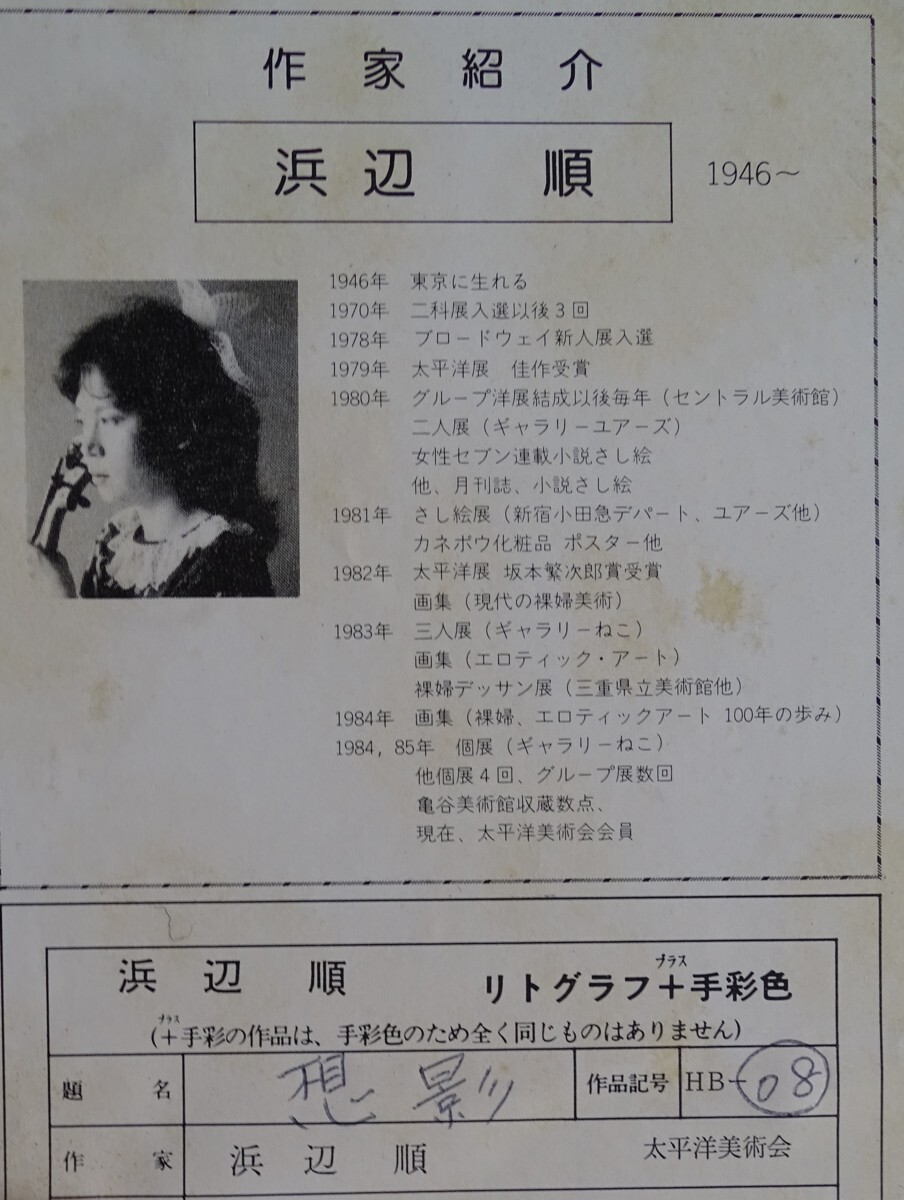 作家紹介
浜辺 順 1946~
1946年 東京に生れる
1970年 二科展入選以後3回
1978年 ブロードウェイ新人展入選
1979年 太平洋展 佳作受賞
1980年 グループ洋展結成以後毎年(セントラル美術館)
二人展(ギャラリーユアーズ)
女性セブン連載小説さし絵
他、月刊誌、小説さし絵
1981年 さし絵展(新宿小田急デパート、ユアーズ他)
カネボウ化粧品 ポスター他
1982年 太平洋展 坂本繁次郎賞受賞
画集(現代の裸婦美術)
1983年 三人展(ギャラリーねこ)
画集(エロティック・アート)
裸婦デッサン展(三重県立美術館他)
1984年 画集(裸婦、エロティックアート 100年の歩み)
1984, 85年 個展(ギャラリーねこ)
他個展4回、グループ展数回
亀谷美術館収蔵数点、
現在、太平洋美術会会員
プラス
浜辺 順 リトグラフ+手彩色
プラス
(+手彩の作品は、手彩色のため全く同じものはありません)
題名 想影 作品記号 HB-08
作家 浜辺 順 太平洋美術会